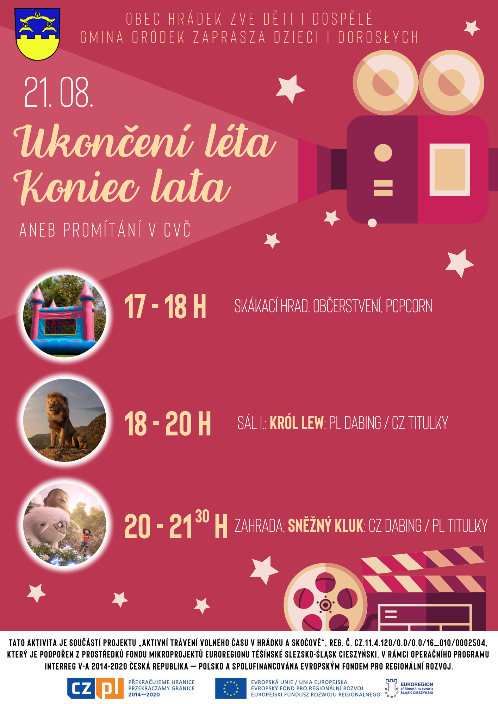 OBEC HRÁDEK ZVE DĚTI I DOSPĚLÉ
GMINA GRÓDEK ZAPRASZA DZIECI I DOROSŁYCH
21. 08.
Ukončení léta
Koniec lata
ANEB PROMÍTÁNÍ V CVČ
17 - 18 H SKÁKACÍ HRAD, OBČERSTVENÍ, POPCORN
18 - 20 H SÁL I.: KRÓL LEW: PL DABING / CZ TITULKY
20 - 21 30 H ZAHRADA: SNĚŽNÝ KLUK: CZ DABING / PL TITULKY
TATO AKTIVITA JE SOUČÁSTÍ PROJEKTU „AKTIVNÍ TRÁVENÍ VOLNÉHO ČASU V HRÁDKU A SKOČOVĚ", REG. Č. CZ.11.4.120/0.0/0.0/16_010/0002504,
KTERÝ JE PODPOŘEN Z PROSTŘEDKŮ FONDU MIKROPROJEKTŮ EUROREGIONU TĚŠÍNSKÉ SLEZSKO-ŚLĄSK CIESZYŃSKI, V RÁMCI OPERAČNÍHO PROGRAMU
INTERREG V-A 2014-2020 ČESKÁ REPUBLIKA – POLSKO A SPOLUFINANCOVÁNA EVROPSKÝM FONDEM PRO REGIONÁLNÍ ROZVOJ.
CZ PL
PŘEKRAČUJEME HRANICE
PRZEKRACZAMY GRANICE
2014—2020
EVROPSKÁ UNIE / UNIA EUROPEJSKA
EVROPSKÝ FOND PRO REGIONÁLNÍ ROZVOJ
EUROPEJSKI FUNDUSZ ROZWOJU REGIONALNEGO
EUROREGION
TĚŠÍNSKÉ SLEZSKO
ŚLĄSK CIESZYŃSKI